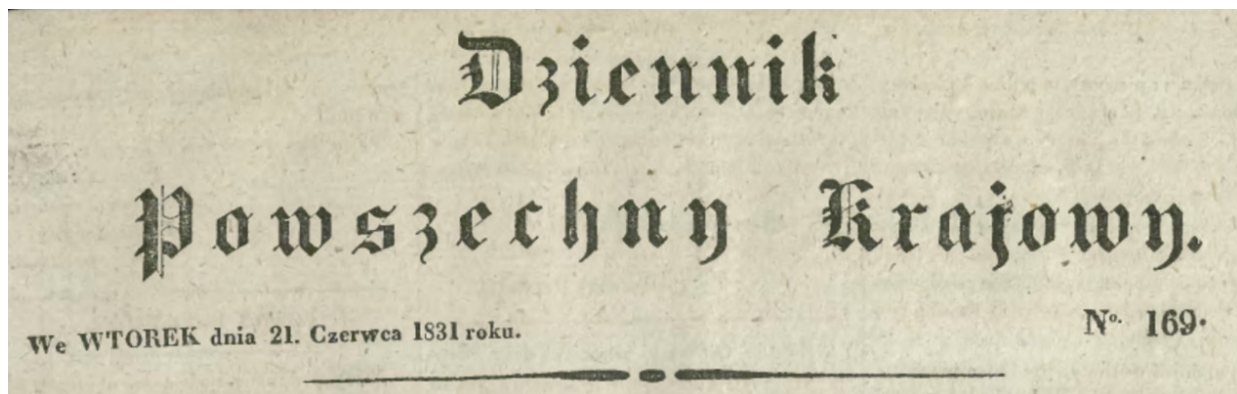 Dziennik
Powszechny Krajowy.
We WTOREK dnia 21. Czerwca 1831 roku.
No. 169.